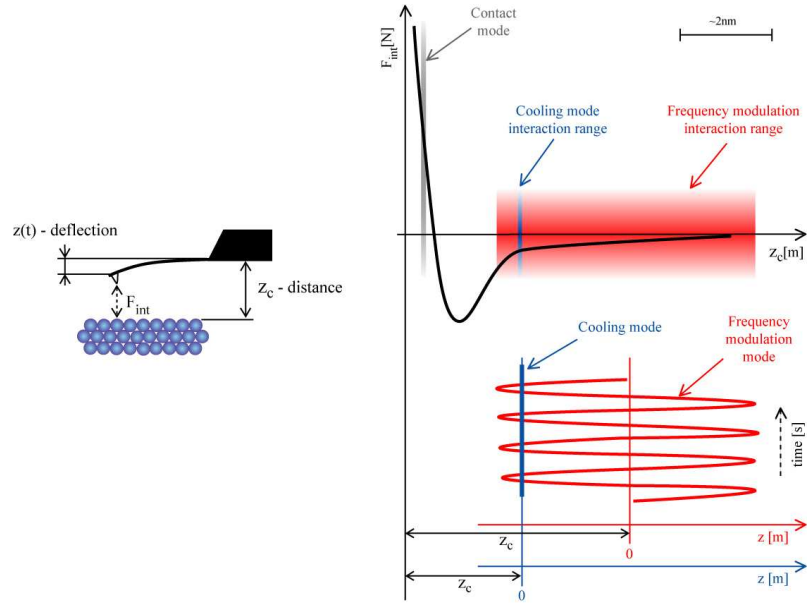 z(t) - deflection
F_int
z_c - distance
F_int[N]
Contact
mode
~2nm
Cooling mode
interaction range
Frequency modulation
interaction range
z_c[m]
Cooling mode
Frequency
modulation
mode
time [s]
z_c
0
z [m]
z_c
0
z [m]